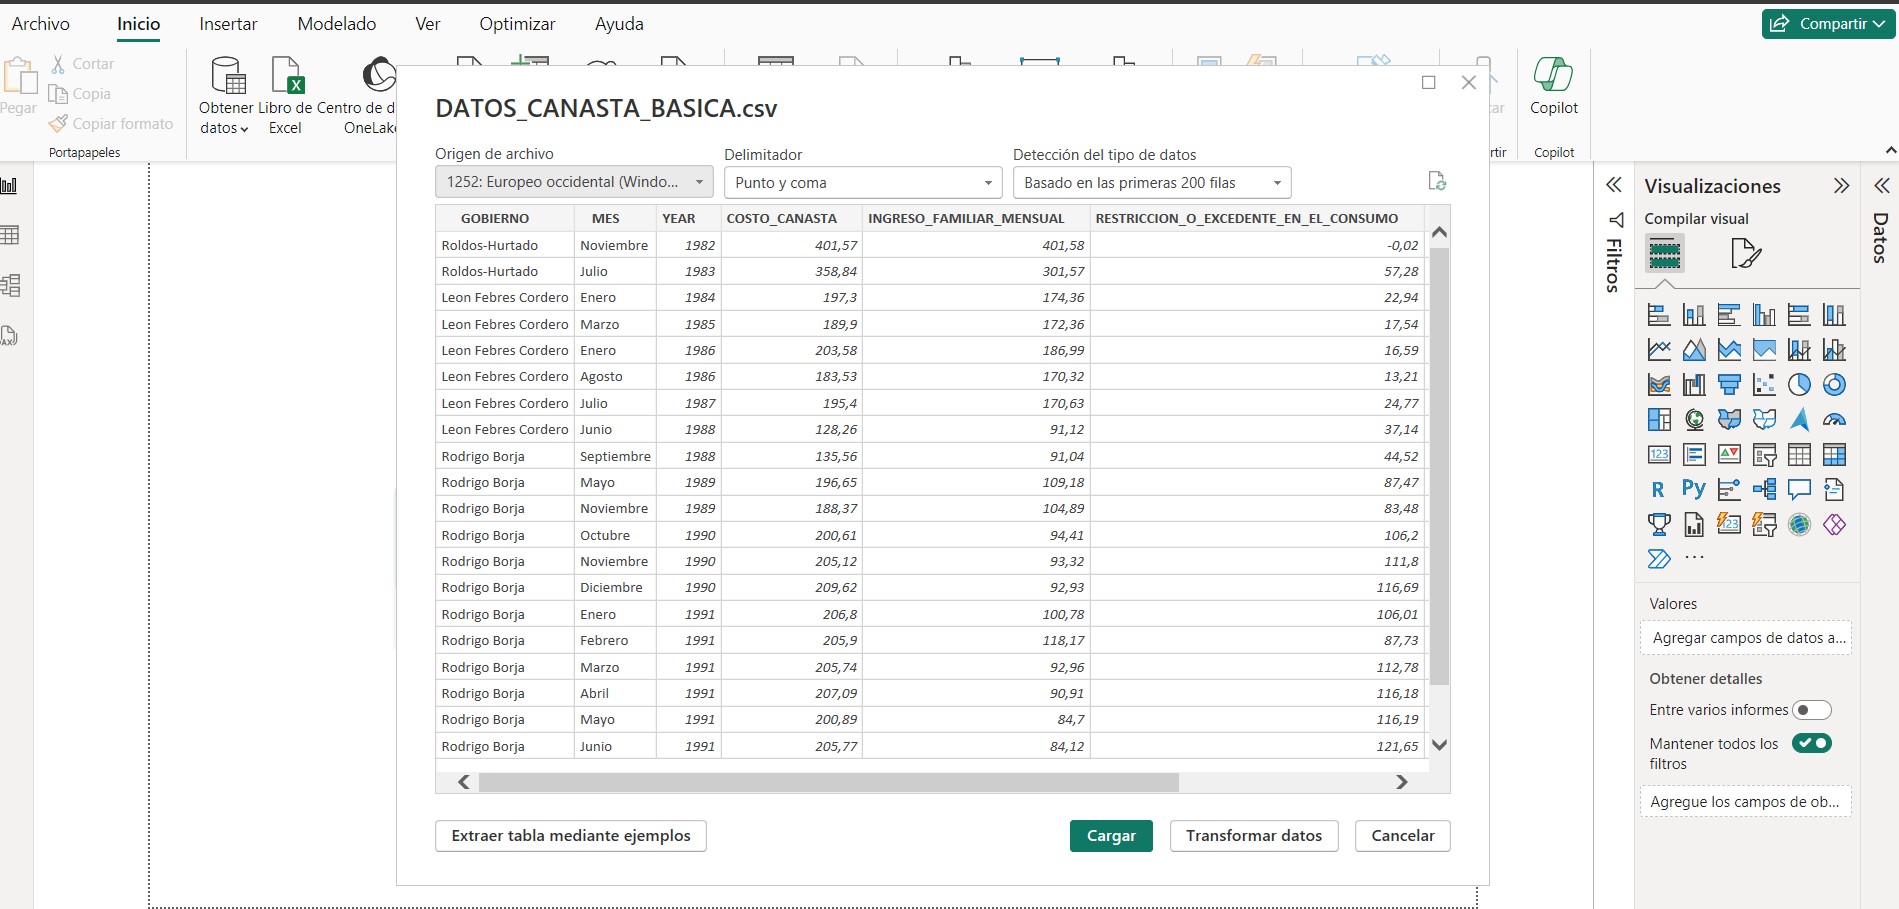 Archivo Inicio Insertar Modelado Ver Optimizar Ayuda Compartir
Pegar
Cortar
Copia
Copiar formato
Portapapeles
Obtener datos
Libro de Excel
Centro de d
OneLake
Copilot
Copilot
DATOS_CANASTA_BASICA.csv
Origen de archivo Delimitador Detección del tipo de datos
1252: Europeo occidental (Windo... Punto y coma Basado en las primeras 200 filas
GOBIERNO MES YEAR COSTO_CANASTA INGRESO_FAMILIAR_MENSUAL RESTRICCION_O_EXCEDENTE_EN_EL_CONSUMO
Roldos-Hurtado Noviembre 1982 401,57 401,58 -0,02
Roldos-Hurtado Julio 1983 358,84 301,57 57,28
Leon Febres Cordero Enero 1984 197,3 174,36 22,94
Leon Febres Cordero Marzo 1985 189,9 172,36 17,54
Leon Febres Cordero Enero 1986 203,58 186,99 16,59
Leon Febres Cordero Agosto 1986 183,53 170,32 13,21
Leon Febres Cordero Julio 1987 195,4 170,63 24,77
Leon Febres Cordero Junio 1988 128,26 91,12 37,14
Rodrigo Borja Septiembre 1988 135,56 91,04 44,52
Rodrigo Borja Mayo 1989 196,65 109,18 87,47
Rodrigo Borja Noviembre 1989 188,37 104,89 83,48
Rodrigo Borja Octubre 1990 200,61 94,41 106,2
Rodrigo Borja Noviembre 1990 205,12 93,32 111,8
Rodrigo Borja Diciembre 1990 209,62 92,93 116,69
Rodrigo Borja Enero 1991 206,8 100,78 106,01
Rodrigo Borja Febrero 1991 205,9 118,17 87,73
Rodrigo Borja Marzo 1991 205,74 92,96 112,78
Rodrigo Borja Abril 1991 207,09 90,91 116,18
Rodrigo Borja Mayo 1991 200,89 84,7 116,19
Rodrigo Borja Junio 1991 205,77 84,12 121,65
Extraer tabla mediante ejemplos Cargar Transformar datos Cancelar
Filtros
Visualizaciones
Compilar visual
123
R Py
123
...
Valores
Agregar campos de datos a...
Obtener detalles
Entre varios informes
Mantener todos los
filtros
Agregue los campos de ob...
Datos